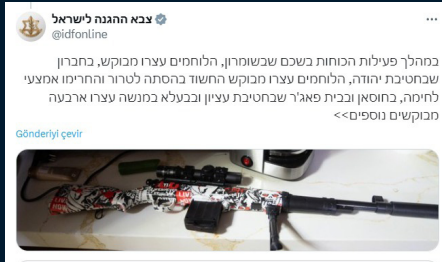 צבא ההגנה לישראל
@idfonline
במהלך פעילות הכוחות בשכם שבשומרון, הלוחמים עצרו מבוקש, בחברון
שבחטיבת יהודה, הלוחמים עצרו מבוקש החשוד בהסתה לטרור והחרימו אמצעי
לחימה, בחוסאן ובבית פאג'ר שבחטיבת עציון ובבעלא במנשה עצרו ארבעה
מבוקשים נוספים>>
Gönderiyi çevir